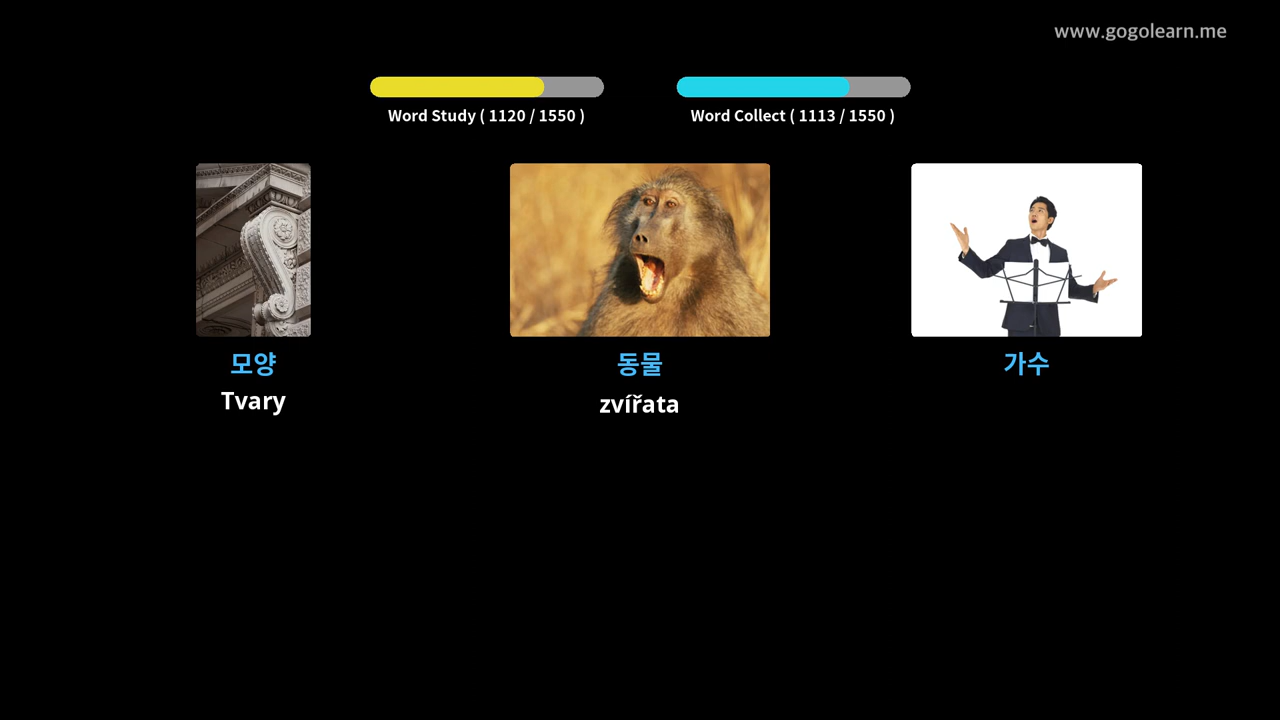 www.gogolearn.me
Word Study ( 1120 / 1550 )
Word Collect ( 1113 / 1550 )
모양
동물
가수
Tvary
zvířata